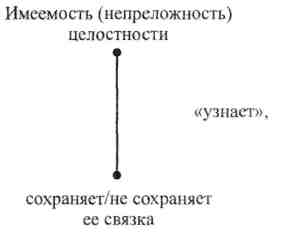 Имеемость (непреложность)
целостности
«узнает»,
сохраняет/не сохраняет
ее связка